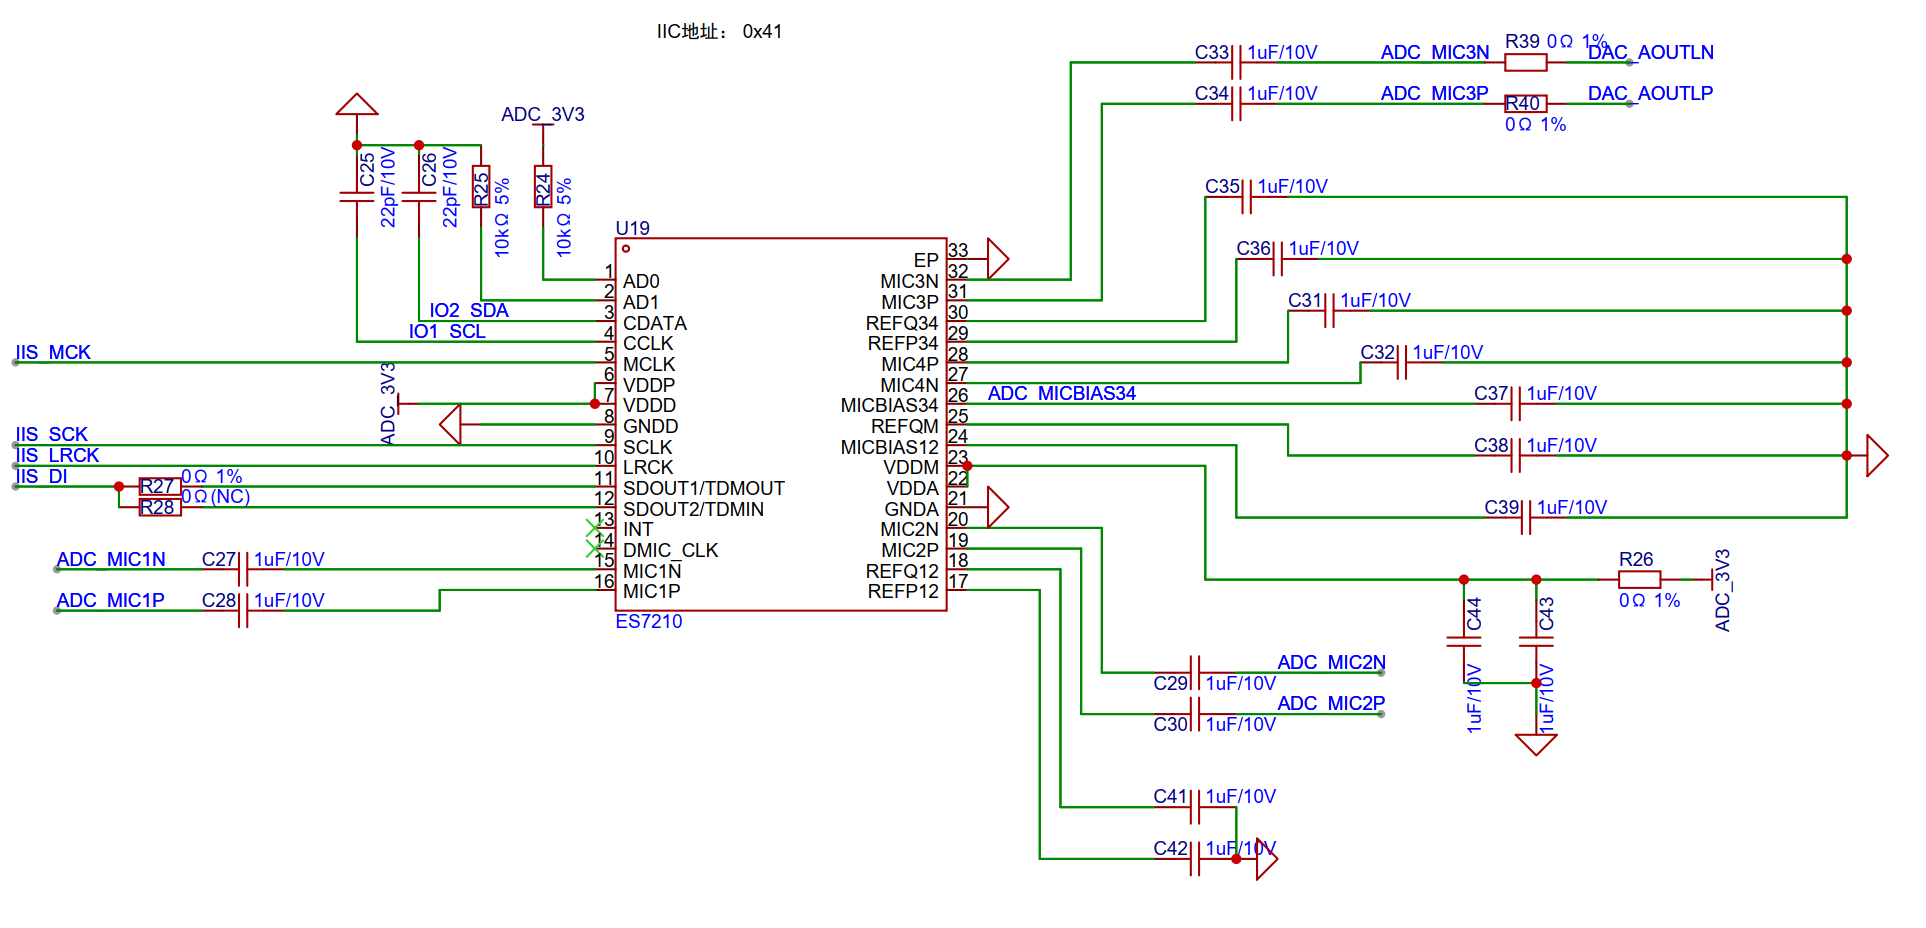 IIC地址： 0x41
C33 1uF/10V ADC_MIC3N R39 0Ω 1% DAC_AOUTLN
C34 1uF/10V ADC_MIC3P R40 DAC_AOUTLP
0Ω 1%
ADC_3V3
C25 22pF/10V C26 22pF/10V R25 10kΩ 5% R24 10kΩ 5%
C35 1uF/10V
C36 1uF/10V
C31 1uF/10V
C32 1uF/10V
U19
EP 33
1 AD0 MIC3N 32
2 AD1 MIC3P 31
IO2_SDA 3 CDATA REFQ34 30
IO1_SCL 4 CCLK REFP34 29
IIS_MCK 5 MCLK MIC4P 28
6 VDDP MIC4N 27
ADC_3V3 7 VDDD MICBIAS34 26 ADC_MICBIAS34 C37 1uF/10V
8 GNDD REFQM 25
IIS_SCK 9 SCLK MICBIAS12 24 C38 1uF/10V
IIS_LRCK 10 LRCK VDDM 23
IIS_DI R27 0Ω 1% 11 SDOUT1/TDMOUT VDDA 22
R28 0Ω(NC) 12 SDOUT2/TDMIN GNDA 21 C39 1uF/10V
13 INT MIC2N 20
14 DMIC_CLK MIC2P 19
ADC_MIC1N C27 1uF/10V 15 MIC1N REFQ12 18
ADC_MIC1P C28 1uF/10V 16 MIC1P REFP12 17
ES7210
R26
0Ω 1%
ADC_3V3
C44 1uF/10V C43 1uF/10V
ADC_MIC2N
C29 1uF/10V
ADC_MIC2P
C30 1uF/10V
C41 1uF/10V
C42 1uF/10V